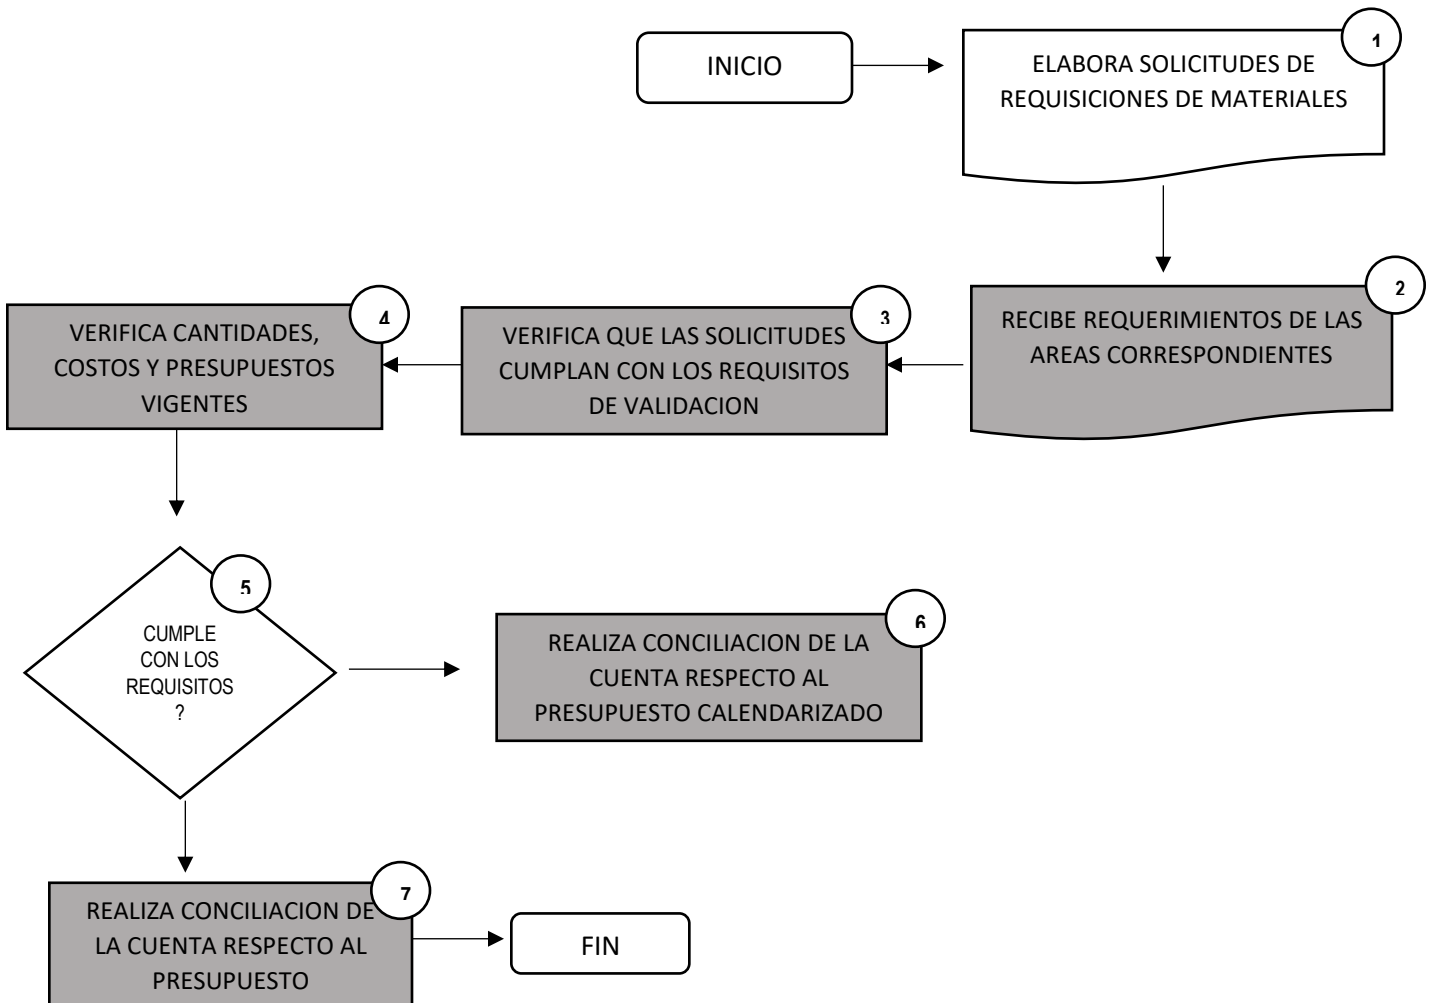 INICIO
1
ELABORA SOLICITUDES DE
REQUISICIONES DE MATERIALES
2
RECIBE REQUERIMIENTOS DE LAS
AREAS CORRESPONDIENTES
3
VERIFICA QUE LAS SOLICITUDES
CUMPLAN CON LOS REQUISITOS
DE VALIDACION
4
VERIFICA CANTIDADES,
COSTOS Y PRESUPUESTOS
VIGENTES
5
CUMPLE
CON LOS
REQUISITOS
?
6
REALIZA CONCILIACION DE LA
CUENTA RESPECTO AL
PRESUPUESTO CALENDARIZADO
7
REALIZA CONCILIACION DE
LA CUENTA RESPECTO AL
PRESUPUESTO
FIN